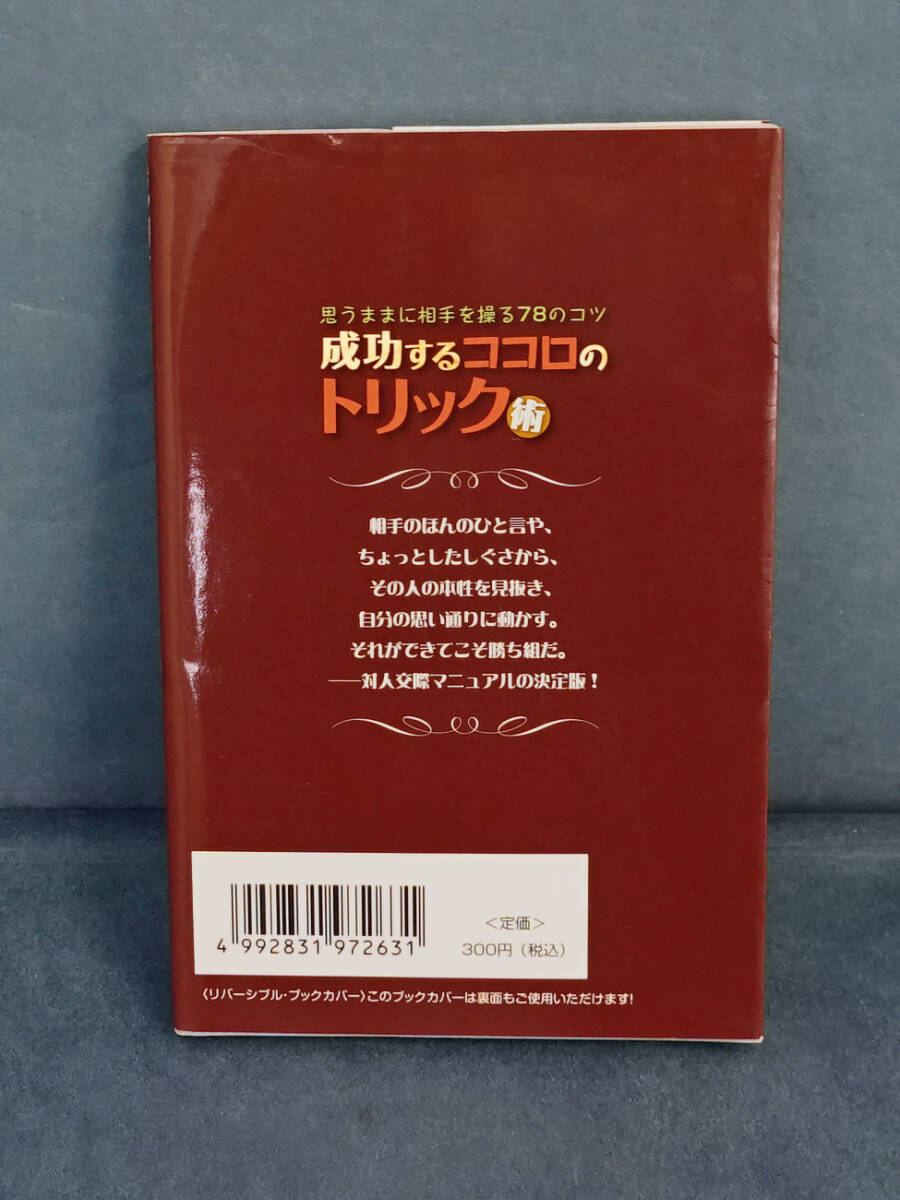 思うままに相手を操る78のコツ
成功するココロの
トリック術
相手のほんのひと言や、
ちょっとしたしぐさから、
その人の本性を見抜き、
自分の思い通りに動かす。
それができてこそ勝ち組だ。
――対人交際マニュアルの決定版！
4 992831 972631
＜定価＞
300円（税込）
〈リバーシブル・ブックカバー〉このブックカバーは裏面もご使用いただけます！